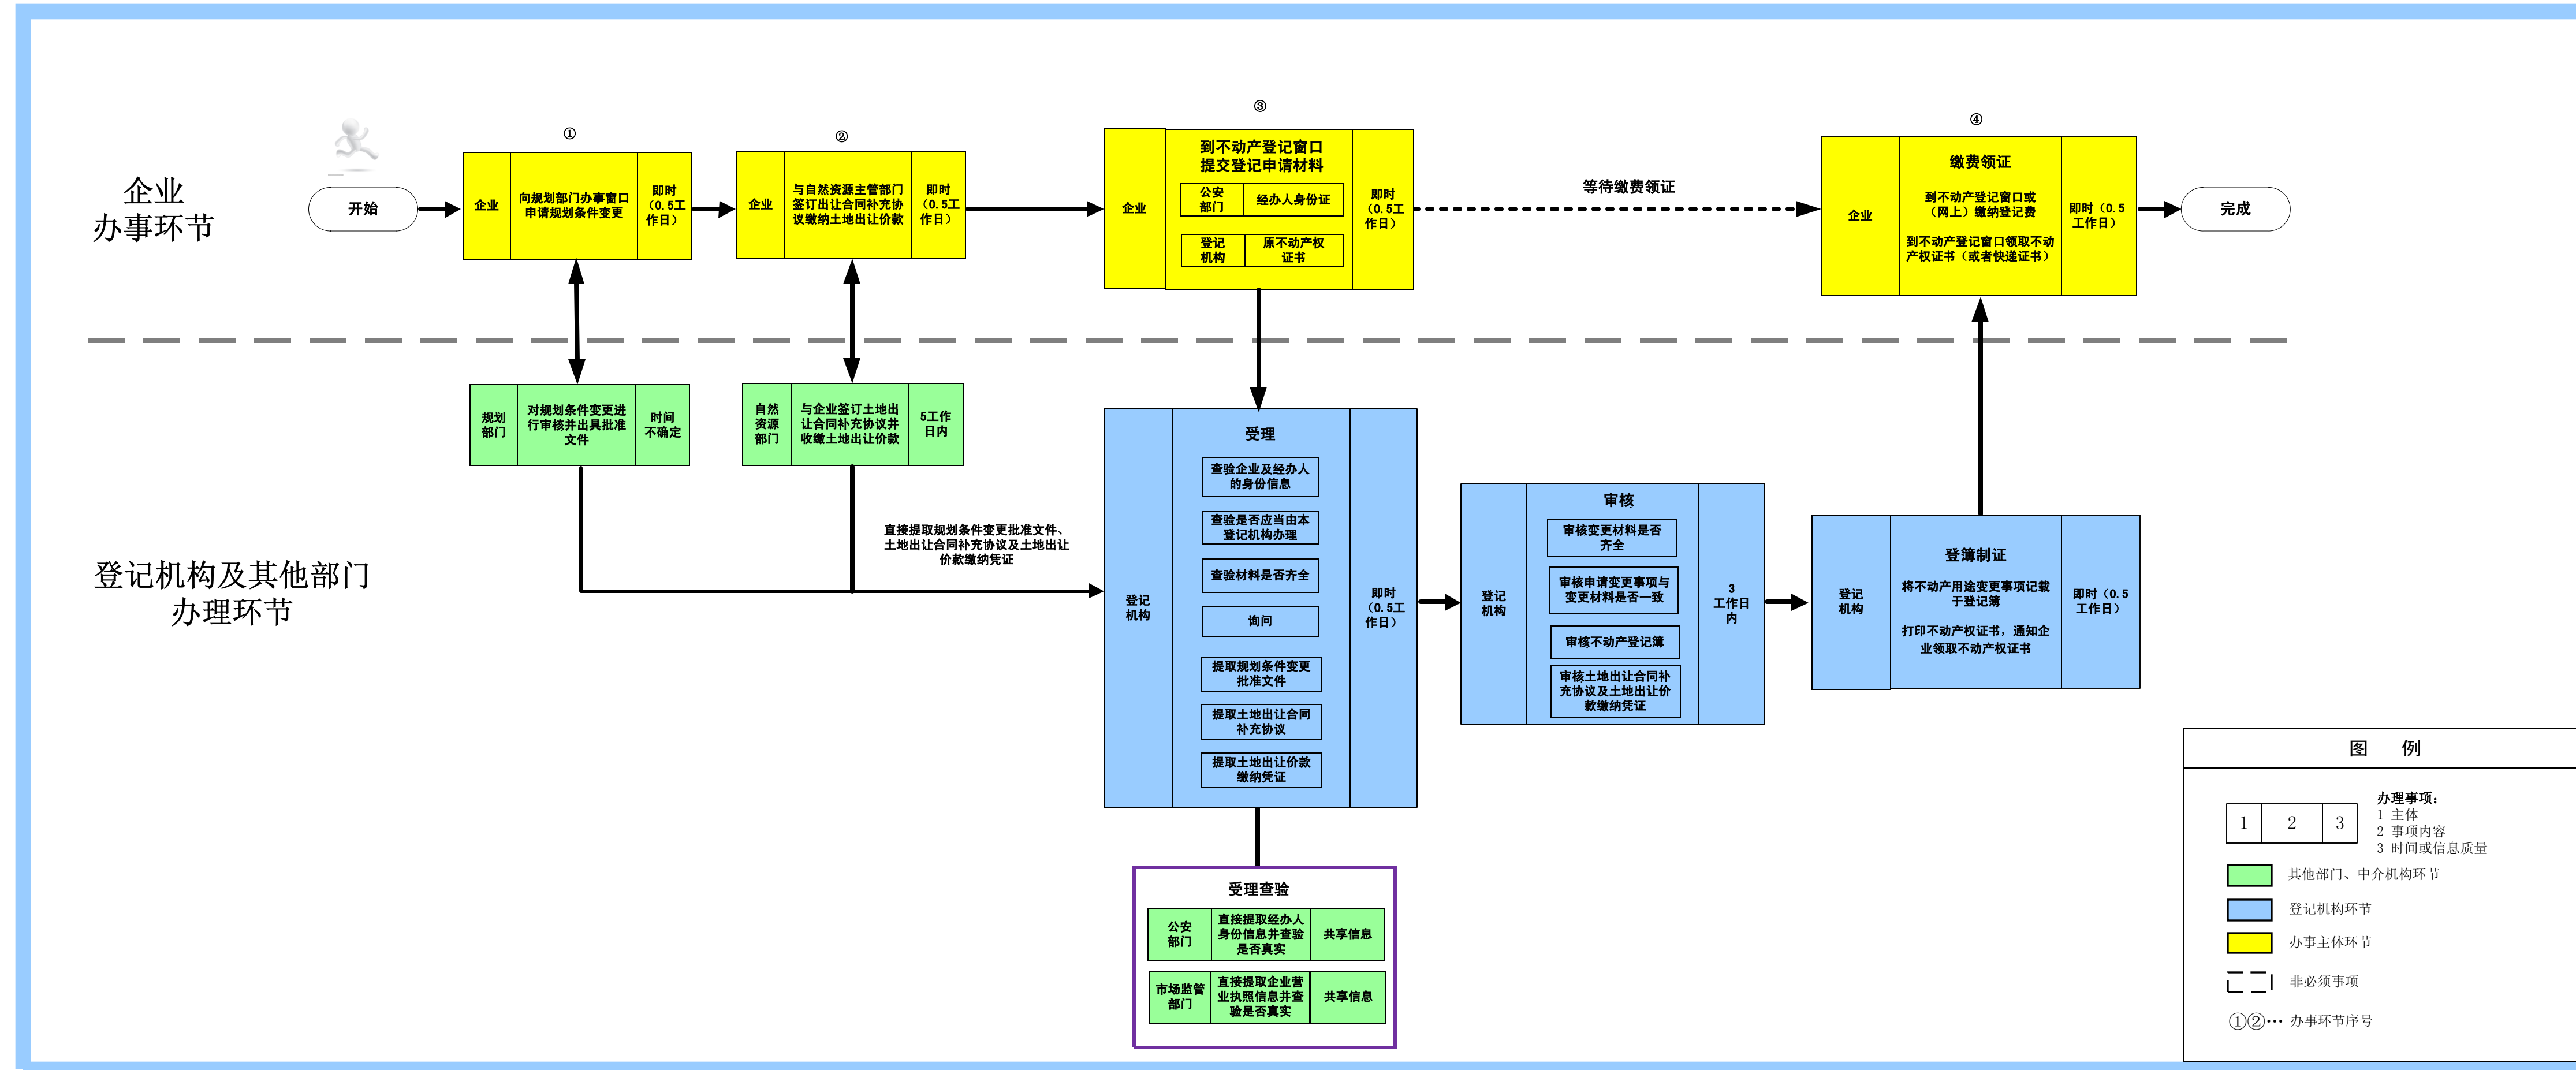 企业
办事环节
开始
①
企业
向规划部门办事窗口
申请规划条件变更
即时
（0.5工
作日）
②
企业
与自然资源主管部门
签订出让合同补充协
议缴纳土地出让价款
即时
（0.5工
作日）
③
企业
到不动产登记窗口
提交登记申请材料
公安
部门
经办人身份证
登记
机构
原不动产权
证书
即时
（0.5工
作日）
等待缴费领证
④
企业
缴费领证
到不动产登记窗口或
（网上）缴纳登记费
到不动产登记窗口领取不动
产权证书（或者快递证书）
即时（0.5
工作日）
完成
登记机构及其他部门
办理环节
规划
部门
对规划条件变更进
行审核并出具批准
文件
时间
不确定
自然
资源
部门
与企业签订土地出
让合同补充协议并
收缴土地出让价款
5工作
日内
直接提取规划条件变更批准文件、
土地出让合同补充协议及土地出让
价款缴纳凭证
登记
机构
受理
查验企业及经办人
的身份信息
查验是否应当由本
登记机构办理
查验材料是否齐全
询问
提取规划条件变更
批准文件
提取土地出让合同
补充协议
提取土地出让价款
缴纳凭证
即时
（0.5工
作日）
登记
机构
审核
审核变更材料是否
齐全
审核申请变更事项与
变更材料是否一致
审核不动产登记簿
审核土地出让合同补
充协议及土地出让价
款缴纳凭证
3
工作日
内
登记
机构
登簿制证
将不动产用途变更事项记载
于登记簿
打印不动产权证书，通知企
业领取不动产权证书
即时（0.5
工作日）
受理查验
公安
部门
直接提取经办人
身份信息并查验
是否真实
共享信息
市场监管
部门
直接提取企业营
业执照信息并查
验是否真实
共享信息
图 例
1 2 3
办理事项：
1 主体
2 事项内容
3 时间或信息质量
其他部门、中介机构环节
登记机构环节
办事主体环节
非必须事项
①②… 办事环节序号